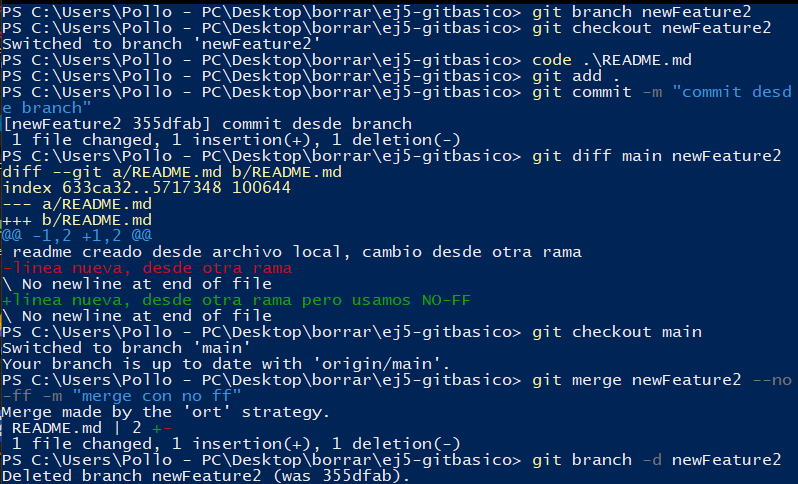 PS C:\Users\Pollo - PC\Desktop\borrar\ej5-gitbasico> git branch newFeature2
PS C:\Users\Pollo - PC\Desktop\borrar\ej5-gitbasico> git checkout newFeature2
Switched to branch 'newFeature2'
PS C:\Users\Pollo - PC\Desktop\borrar\ej5-gitbasico> code .\README.md
PS C:\Users\Pollo - PC\Desktop\borrar\ej5-gitbasico> git add .
PS C:\Users\Pollo - PC\Desktop\borrar\ej5-gitbasico> git commit -m "commit desd
e branch"
[newFeature2 355dfab] commit desde branch
 1 file changed, 1 insertion(+), 1 deletion(-)
PS C:\Users\Pollo - PC\Desktop\borrar\ej5-gitbasico> git diff main newFeature2
diff --git a/README.md b/README.md
index 633ca32..5717348 100644
--- a/README.md
+++ b/README.md
@@ -1,2 +1,2 @@
# readme creado desde archivo local, cambio desde otra rama
-linea nueva, desde otra rama
\ No newline at end of file
+linea nueva, desde otra rama pero usamos NO-FF
\ No newline at end of file
PS C:\Users\Pollo - PC\Desktop\borrar\ej5-gitbasico> git checkout main
Switched to branch 'main'
Your branch is up to date with 'origin/main'.
PS C:\Users\Pollo - PC\Desktop\borrar\ej5-gitbasico> git merge newFeature2 --no
-ff -m "merge con no ff"
Merge made by the 'ort' strategy.
 README.md | 2 +-
 1 file changed, 1 insertion(+), 1 deletion(-)
PS C:\Users\Pollo - PC\Desktop\borrar\ej5-gitbasico> git branch -d newFeature2
Deleted branch newFeature2 (was 355dfab).